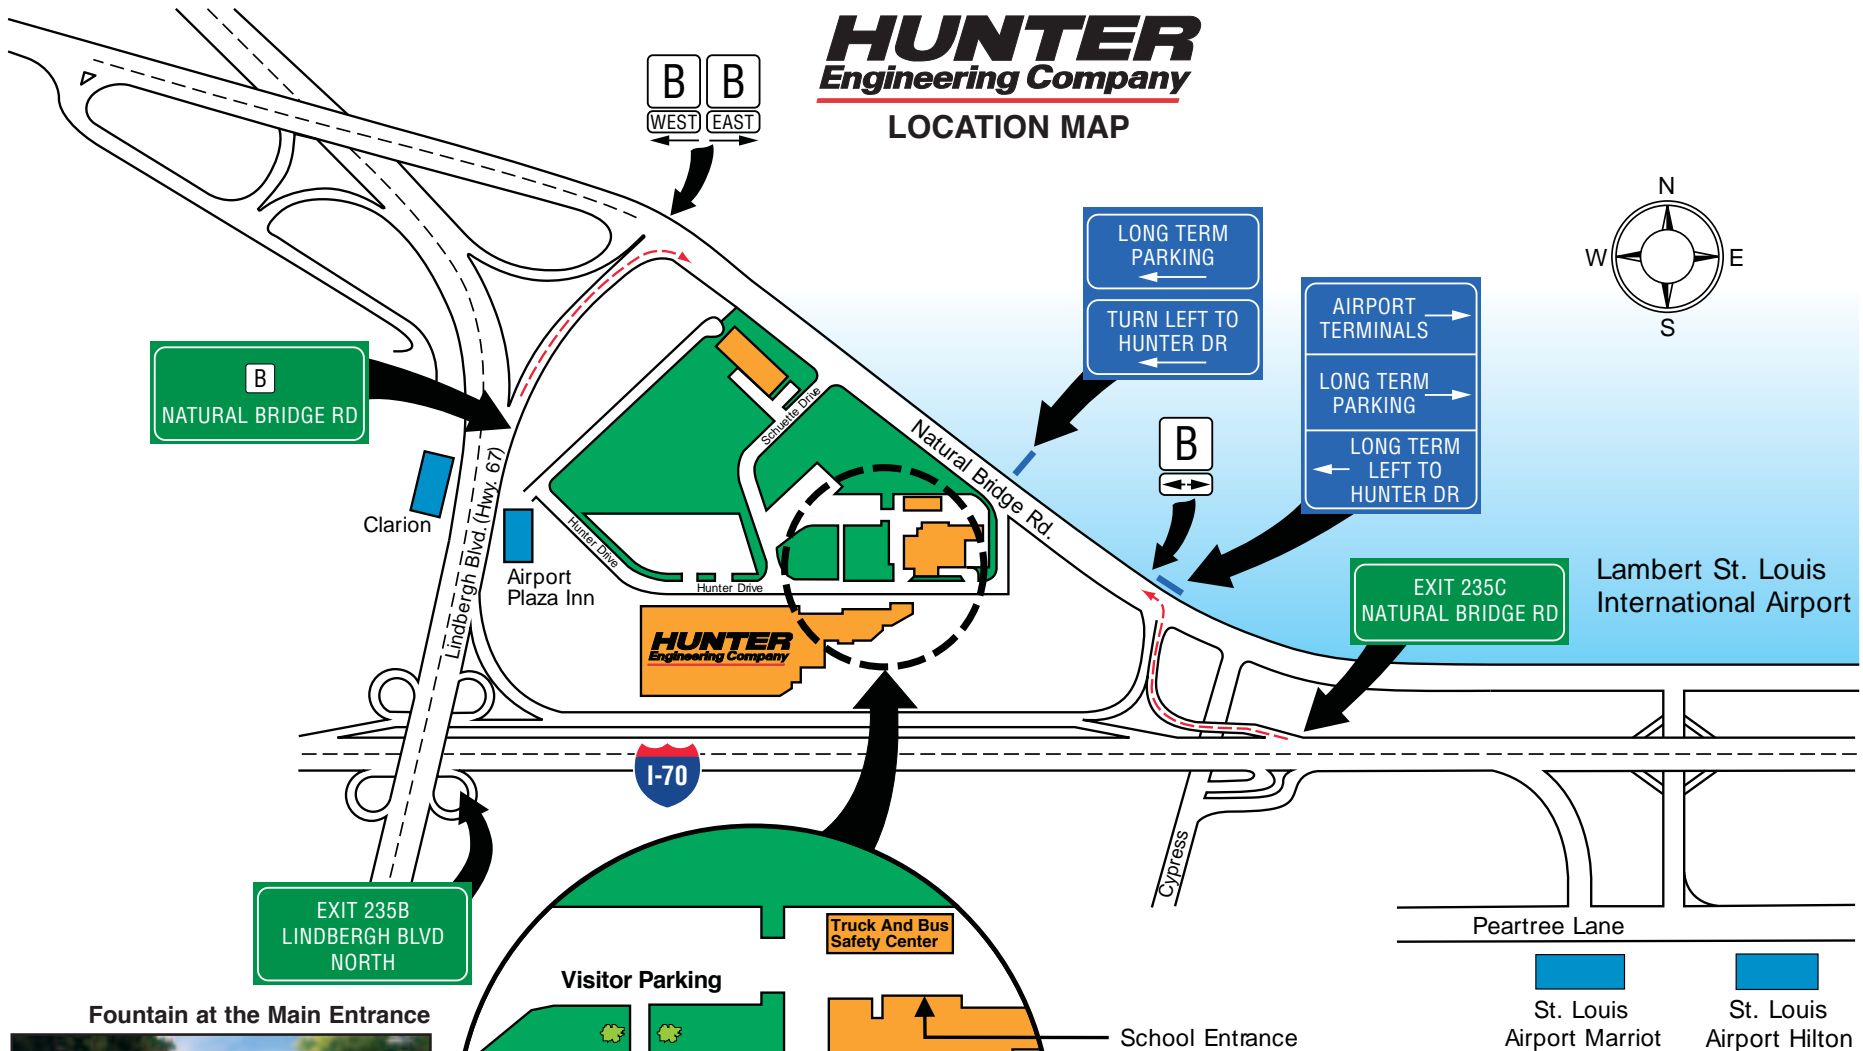 HUNTER
Engineering Company
LOCATION MAP
B B
WEST EAST
N
W E
S
LONG TERM
PARKING
TURN LEFT TO
HUNTER DR
AIRPORT
TERMINALS
LONG TERM
PARKING
LONG TERM
LEFT TO
HUNTER DR
B
NATURAL BRIDGE RD
B
Schuette Drive
Natural Bridge Rd.
Clarion
Lindbergh Blvd. (Hwy. 67)
Hunter Drive
Airport
Plaza Inn
Hunter Drive
EXIT 235C
NATURAL BRIDGE RD
Lambert St. Louis
International Airport
HUNTER
Engineering Company
I-70
Cypress
EXIT 235B
LINDBERGH BLVD
NORTH
Truck And Bus
Safety Center
Peartree Lane
Visitor Parking
Fountain at the Main Entrance
School Entrance
St. Louis
Airport Marriot
St. Louis
Airport Hilton